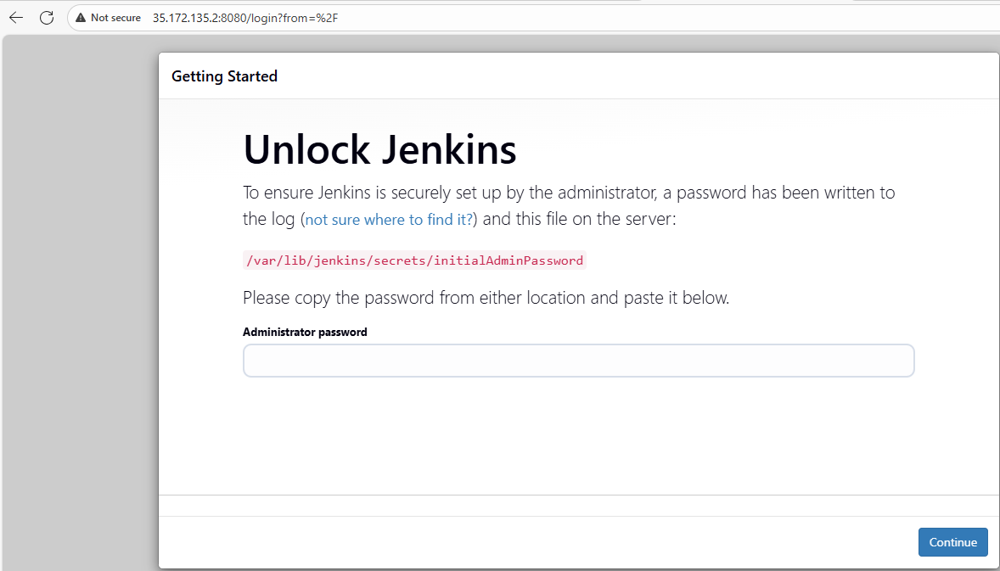 Not secure 35.172.135.2:8080/login?from=%2F
Getting Started
Unlock Jenkins
To ensure Jenkins is securely set up by the administrator, a password has been written to
the log (not sure where to find it?) and this file on the server:
/var/lib/jenkins/secrets/initialAdminPassword
Please copy the password from either location and paste it below.
Administrator password
Continue